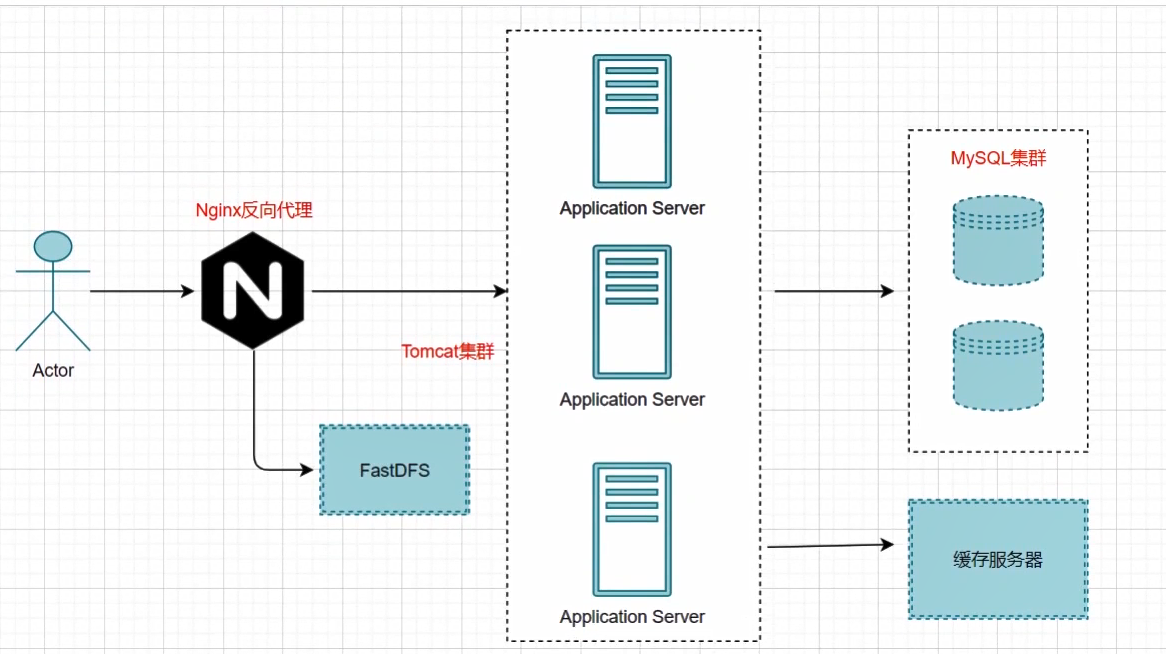 Nginx反向代理
N
Actor
Tomcat集群
FastDFS
Application Server
Application Server
Application Server
MySQL集群
缓存服务器